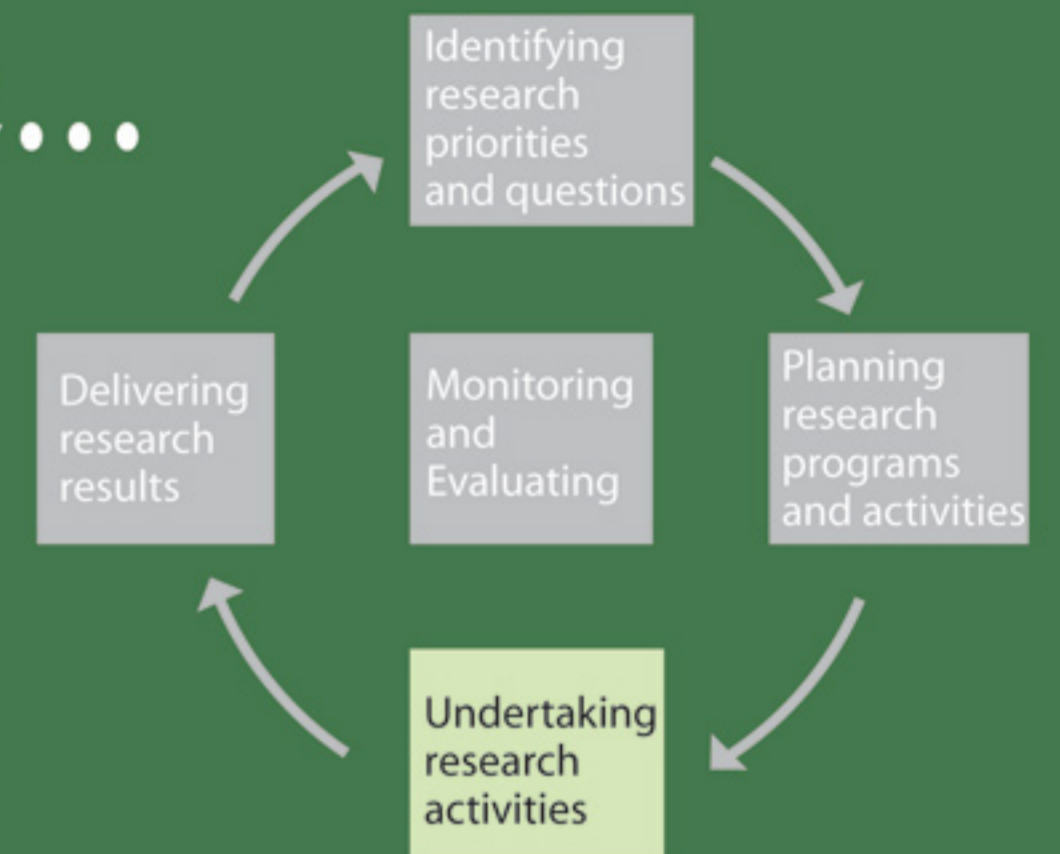 Identifying
research
priorities
and questions
Delivering
research
results
Monitoring
and
Evaluating
Planning
research
programs
and activities
Undertaking
research
activities